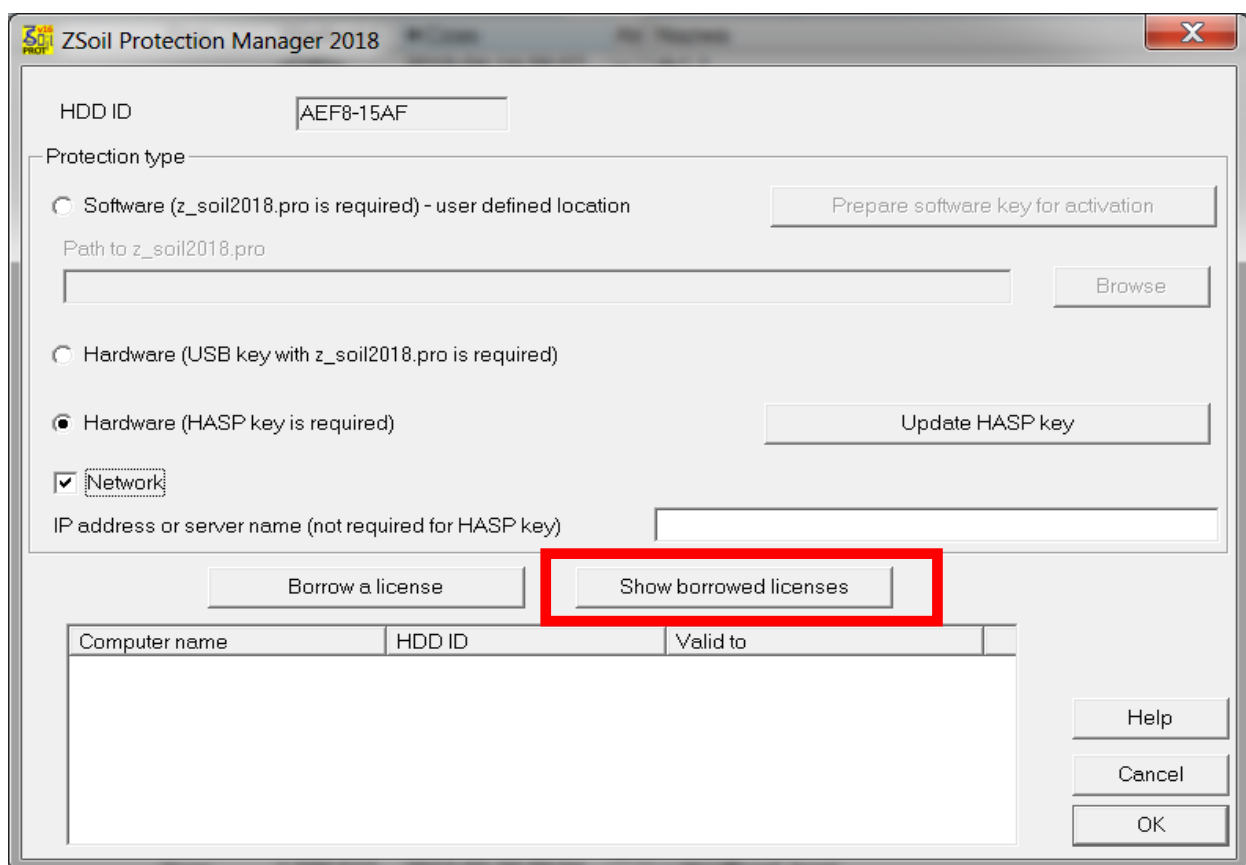 ZSoil Protection Manager 2018
HDD ID
AEF8-15AF
Protection type
Software (z_soil2018.pro is required) - user defined location
Prepare software key for activation
Path to z_soil2018.pro
Browse
Hardware (USB key with z_soil2018.pro is required)
Hardware (HASP key is required)
Update HASP key
Network
IP address or server name (not required for HASP key)
Borrow a license
Show borrowed licenses
Computer name HDD ID Valid to
Help
Cancel
OK